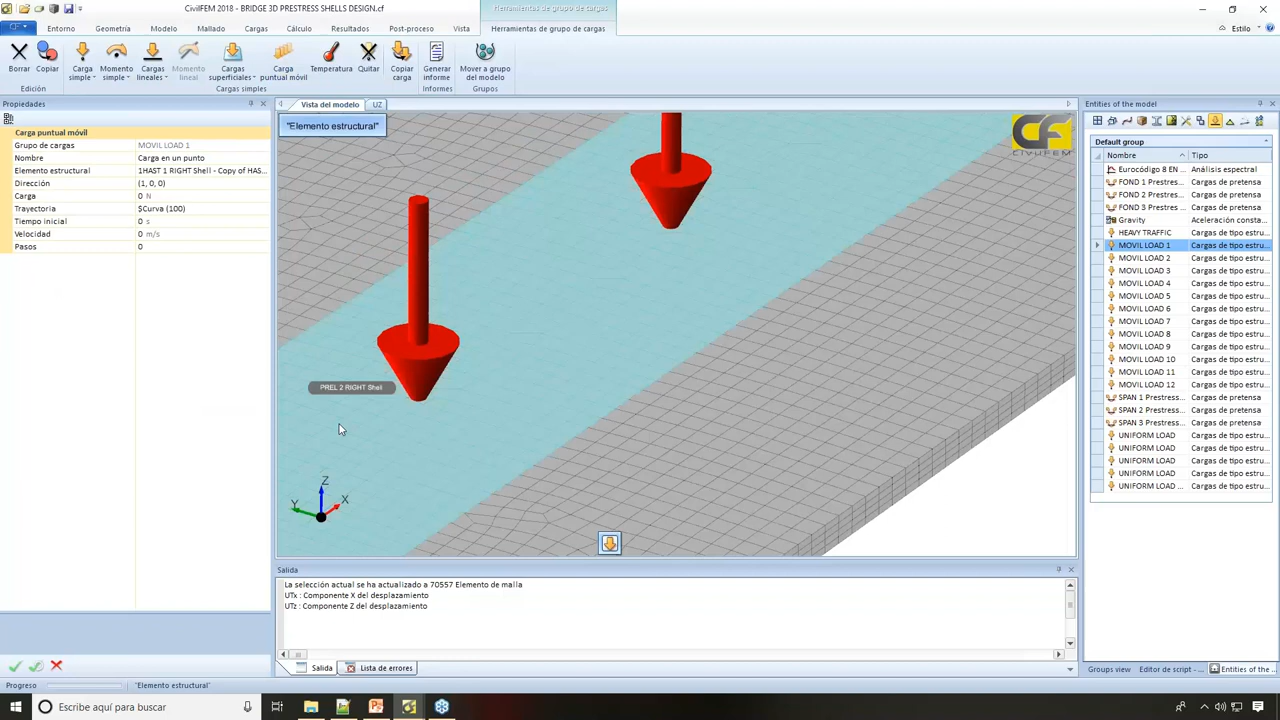 CivilFEM 2018 - BRIDGE 3D PRESTRESS SHELLS DESIGN.cf
Herramientas de grupo de cargas
CF
Entorno
Geometría
Modelo
Mallado
Cargas
Cálculo
Resultados
Post-proceso
Vista
Herramientas de grupo de cargas
Estilo
Borrar
Copiar
Carga simple
Momento simple
Cargas lineales
Momento lineal
Cargas superficiales
Carga puntual móvil
Temperatura
Quitar
Copiar carga
Generar informe
Mover a grupo del modelo
Edición
Cargas simples
Informes
Grupos
Propiedades
Carga puntual móvil
Grupo de cargas MOVIL LOAD 1
Nombre Carga en un punto
Elemento estructural 1HAST 1 RIGHT Shell - Copy of HAS...
Dirección (1, 0, 0)
Carga 0 N
Trayectoria $Curva (100)
Tiempo inicial 0 s
Velocidad 0 m/s
Pasos 0
Vista del modelo
UZ
"Elemento estructural"
CF
CIVILFEM
PREL 2 RIGHT Shell
Z
Y
X
Salida
La selección actual se ha actualizado a 70557 Elemento de malla
UTx : Componente X del desplazamiento
UTz : Componente Z del desplazamiento
Salida
Lista de errores
Entities of the model
Default group
Nombre Tipo
Eurocódigo 8 EN ... Análisis espectral
FOND 1 Prestres... Cargas de pretensa
FOND 2 Prestres... Cargas de pretensa
FOND 3 Prestres... Cargas de pretensa
Gravity Aceleración consta...
HEAVY TRAFFIC Cargas de tipo estru...
MOVIL LOAD 1 Cargas de tipo estru...
MOVIL LOAD 2 Cargas de tipo estru...
MOVIL LOAD 3 Cargas de tipo estru...
MOVIL LOAD 4 Cargas de tipo estru...
MOVIL LOAD 5 Cargas de tipo estru...
MOVIL LOAD 6 Cargas de tipo estru...
MOVIL LOAD 7 Cargas de tipo estru...
MOVIL LOAD 8 Cargas de tipo estru...
MOVIL LOAD 9 Cargas de tipo estru...
MOVIL LOAD 10 Cargas de tipo estru...
MOVIL LOAD 11 Cargas de tipo estru...
MOVIL LOAD 12 Cargas de tipo estru...
SPAN 1 Prestress... Cargas de pretensa
SPAN 2 Prestress... Cargas de pretensa
SPAN 3 Prestress... Cargas de pretensa
UNIFORM LOAD Cargas de tipo estru...
UNIFORM LOAD Cargas de tipo estru...
UNIFORM LOAD Cargas de tipo estru...
UNIFORM LOAD Cargas de tipo estru...
UNIFORM LOAD ... Cargas de tipo estru...
Groups view
Editor de script -...
Entities of the...
Progreso
"Elemento estructural"
Escribe aquí para buscar